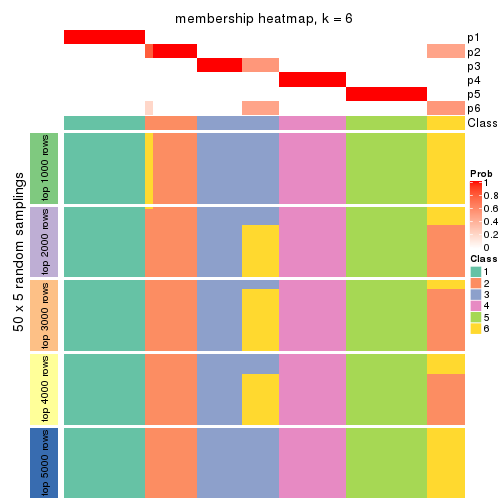 membership heatmap, k = 6
p1
p2
p3
p4
p5
p6
Class
50 x 5 random samplings
top 1000 rows
top 2000 rows
top 3000 rows
top 4000 rows
top 5000 rows
Prob
1
0.8
0.6
0.4
0.2
0
Class
1
2
3
4
5
6